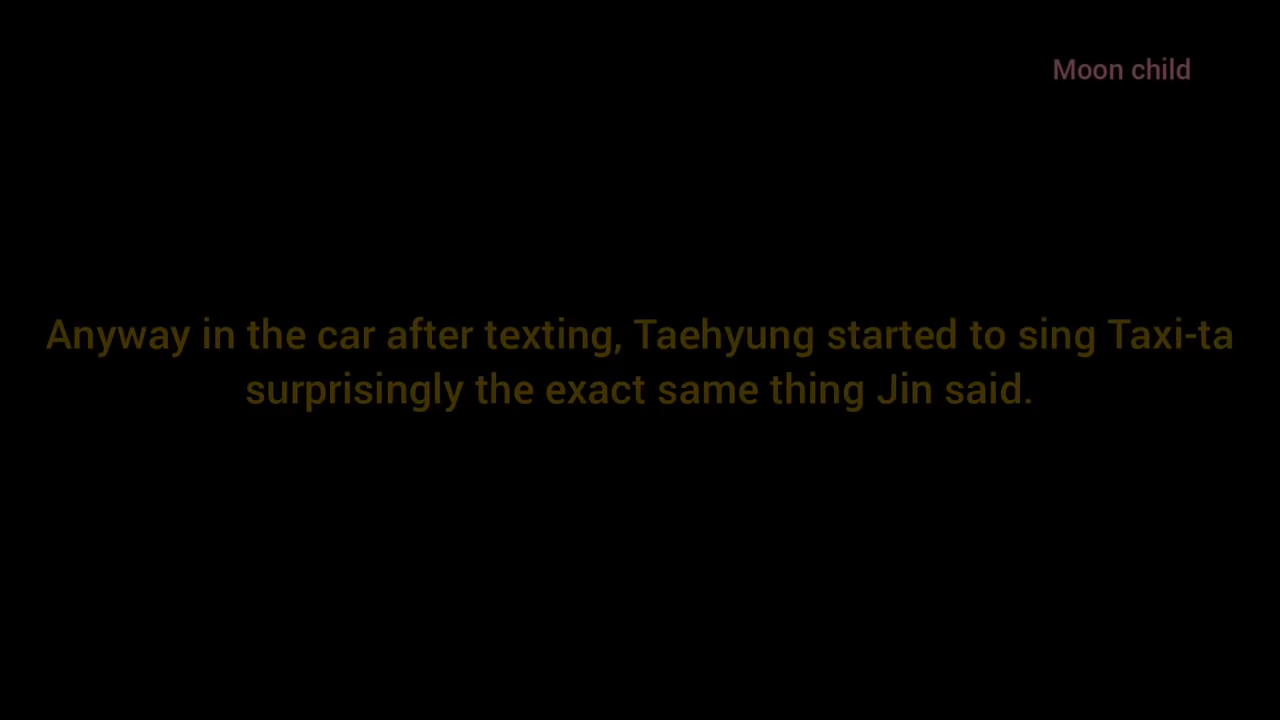 Moon child
Anyway in the car after texting, Taehyung started to sing Taxi-ta
surprisingly the exact same thing Jin said.